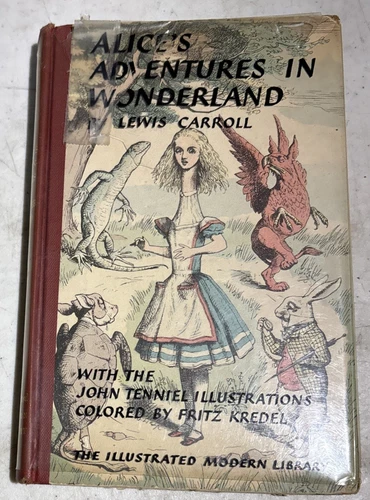 ALICE'S
ADVENTURES IN
WONDERLAND
BY LEWIS CARROLL
WITH THE
JOHN TENNIEL ILLUSTRATIONS
COLORED BY FRITZ KREDEL
THE ILLUSTRATED MODERN LIBRARY